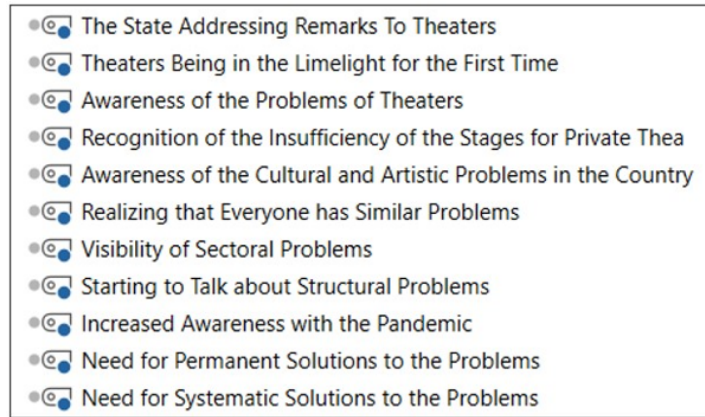 The State Addressing Remarks To Theaters
Theaters Being in the Limelight for the First Time
Awareness of the Problems of Theaters
Recognition of the Insufficiency of the Stages for Private Thea
Awareness of the Cultural and Artistic Problems in the Country
Realizing that Everyone has Similar Problems
Visibility of Sectoral Problems
Starting to Talk about Structural Problems
Increased Awareness with the Pandemic
Need for Permanent Solutions to the Problems
Need for Systematic Solutions to the Problems